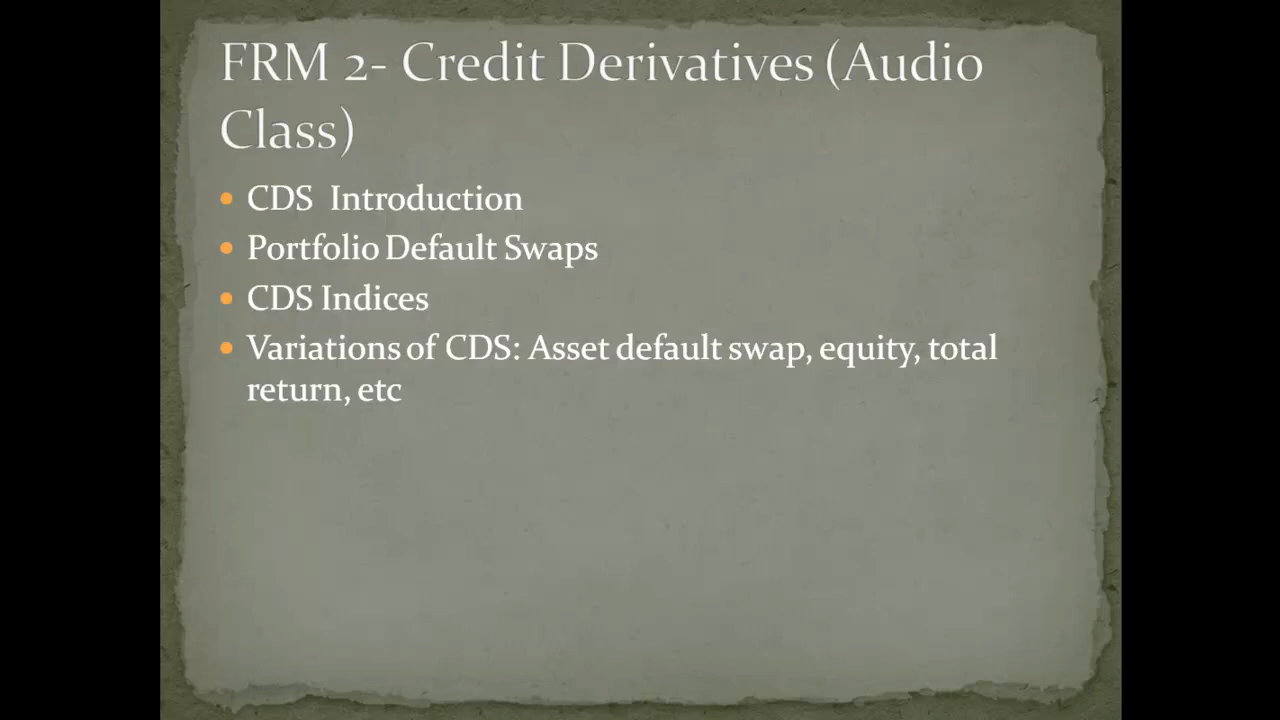 FRM 2- Credit Derivatives (Audio
Class)
• CDS  Introduction
• Portfolio Default Swaps
• CDS Indices
• Variations of CDS: Asset default swap, equity, total
return, etc